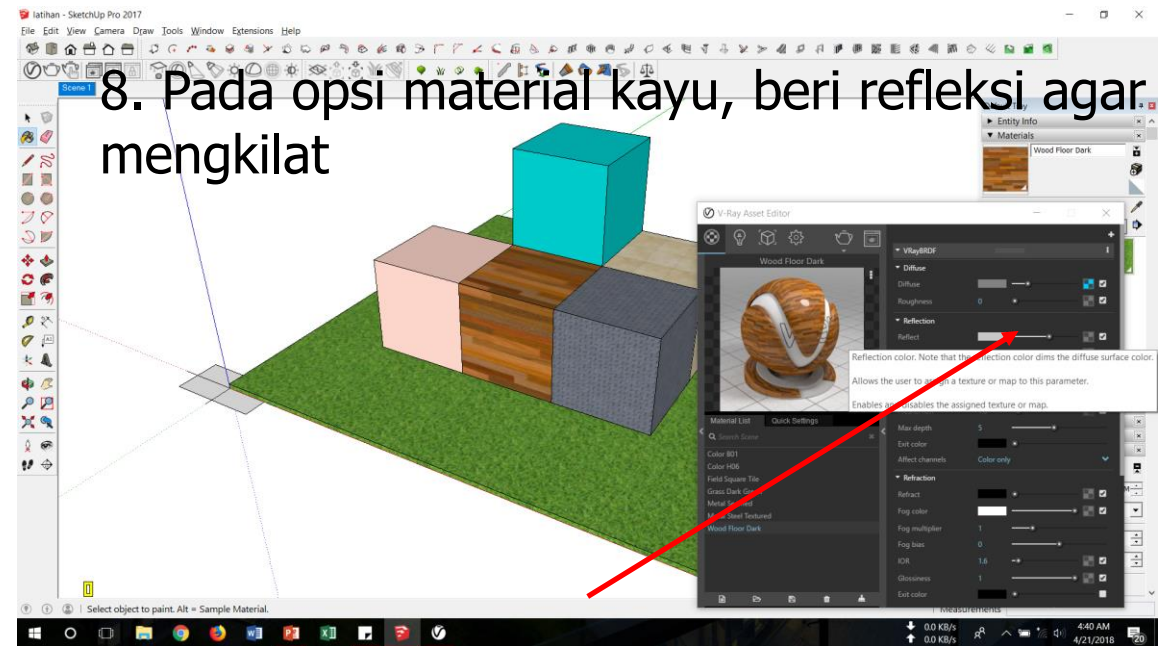 latihan - SketchUp Pro 2017
File Edit View Camera Draw Tools Window Extensions Help
Scene 1
8. Pada opsi material kayu, beri refleksi agar
mengkilat
Tray
Entity Info
Materials
Wood Floor Dark
V-Ray Asset Editor
Wood Floor Dark
VRayBRDF
Diffuse
Diffuse
Roughness 0
Reflection
Reflect
Reflection color. Note that the reflection color dims the diffuse surface color.
Allows the user to assign a texture or map to this parameter.
Enables and disables the assigned texture or map.
Material List Quick Settings
Search Scene
Color B01
Color H06
Field Square Tile
Grass Dark Green
Metal Seamed
Metal Steel Textured
Wood Floor Dark
Max depth 5
Exit color
Affect channels Color only
Refraction
Refract
Fog color
Fog multiplier 1
Fog bias 0
IOR 1.6
Glossiness 1
Exit color
Select object to paint. Alt = Sample Material.
Measurements
0.0 KB/s
0.0 KB/s
4:40 AM
4/21/2018
20